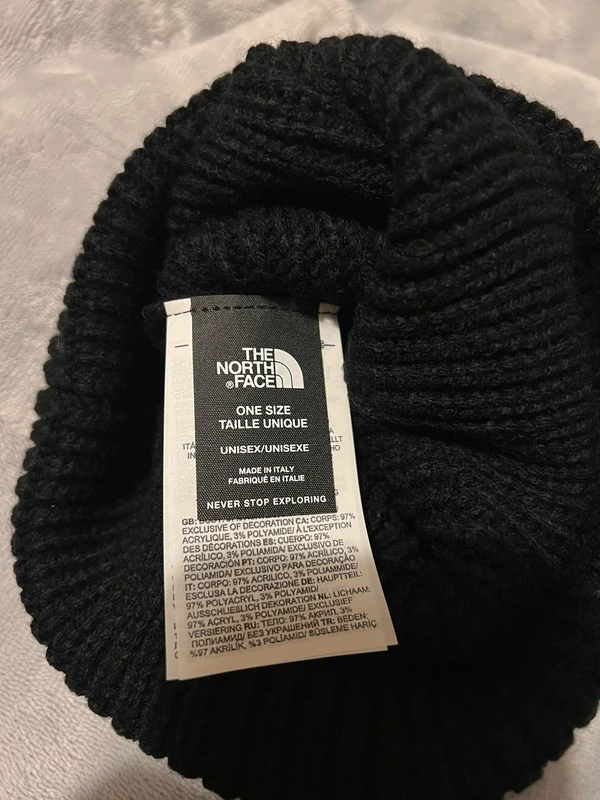 THE
NORTH
®FACE
ONE SIZE
TAILLE UNIQUE
UNISEX/UNISEXE
MADE IN ITALY
FABRIQUÉ EN ITALIE
NEVER STOP EXPLORING
GB: 
EXCLUSIVE OF DECORATION CA: CORPS: 97%
ACRYLIQUE, 3% POLYAMIDE/ À L'EXCEPTION
DES DÉCORATIONS ES: CUERPO: 97%
ACRÍLICO, 3% POLIAMIDA/ EXCLUSIVO DE
DECORACIÓN PT: CORPO: 97% ACRÍLICO, 3%
POLIAMIDA/ EXCLUSIVO PARA DECORAÇÃO
IT: CORPO: 97% ACRILICO, 3% POLIAMMIDE/
ESCLUSA LA DECORAZIONE DE: HAUPTTEIL:
97% POLYACRYL, 3% POLYAMID/
AUSSCHLIEßLICH DEKORATION NL: LICHAAM:
97% ACRYL, 3% POLYAMIDE/ EXCLUSIEF
VERSIERING RU: ТЕЛО: 97% АКРИЛ, 3%
ПОЛИАМИД/ БЕЗ УКРАШЕНИЙ TR: BEDEN:
%97 AKRİLİK, %3 POLİAMİD/ SÜSLEME HARİÇ